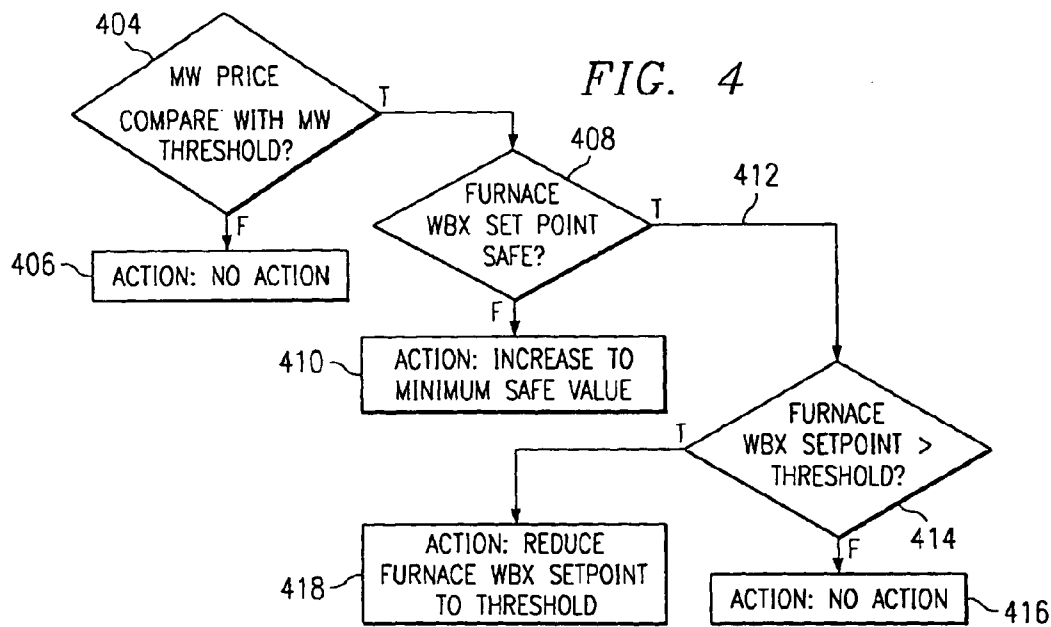 FIG. 4
404
MW PRICE
COMPARE WITH MW
THRESHOLD?
T
F
406
ACTION: NO ACTION
408
FURNACE
WBX SET POINT
SAFE?
T
412
F
410
ACTION: INCREASE TO
MINIMUM SAFE VALUE
FURNACE
WBX SETPOINT >
THRESHOLD?
T
414
F
418
ACTION: REDUCE
FURNACE WBX SETPOINT
TO THRESHOLD
ACTION: NO ACTION
416